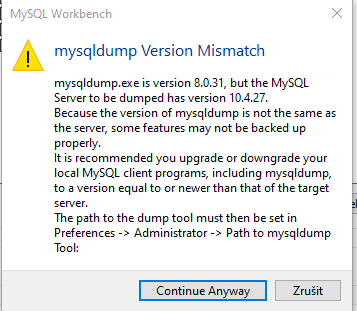 MySQL Workbench
mysqldump Version Mismatch
mysqldump.exe is version 8.0.31, but the MySQL
Server to be dumped has version 10.4.27.
Because the version of mysqldump is not the same as
the server, some features may not be backed up
properly.
It is recommended you upgrade or downgrade your
local MySQL client programs, including mysqldump,
to a version equal to or newer than that of the target
server.
The path to the dump tool must then be set in
Preferences -> Administrator -> Path to mysqldump
Tool:
Continue Anyway
Zrušit